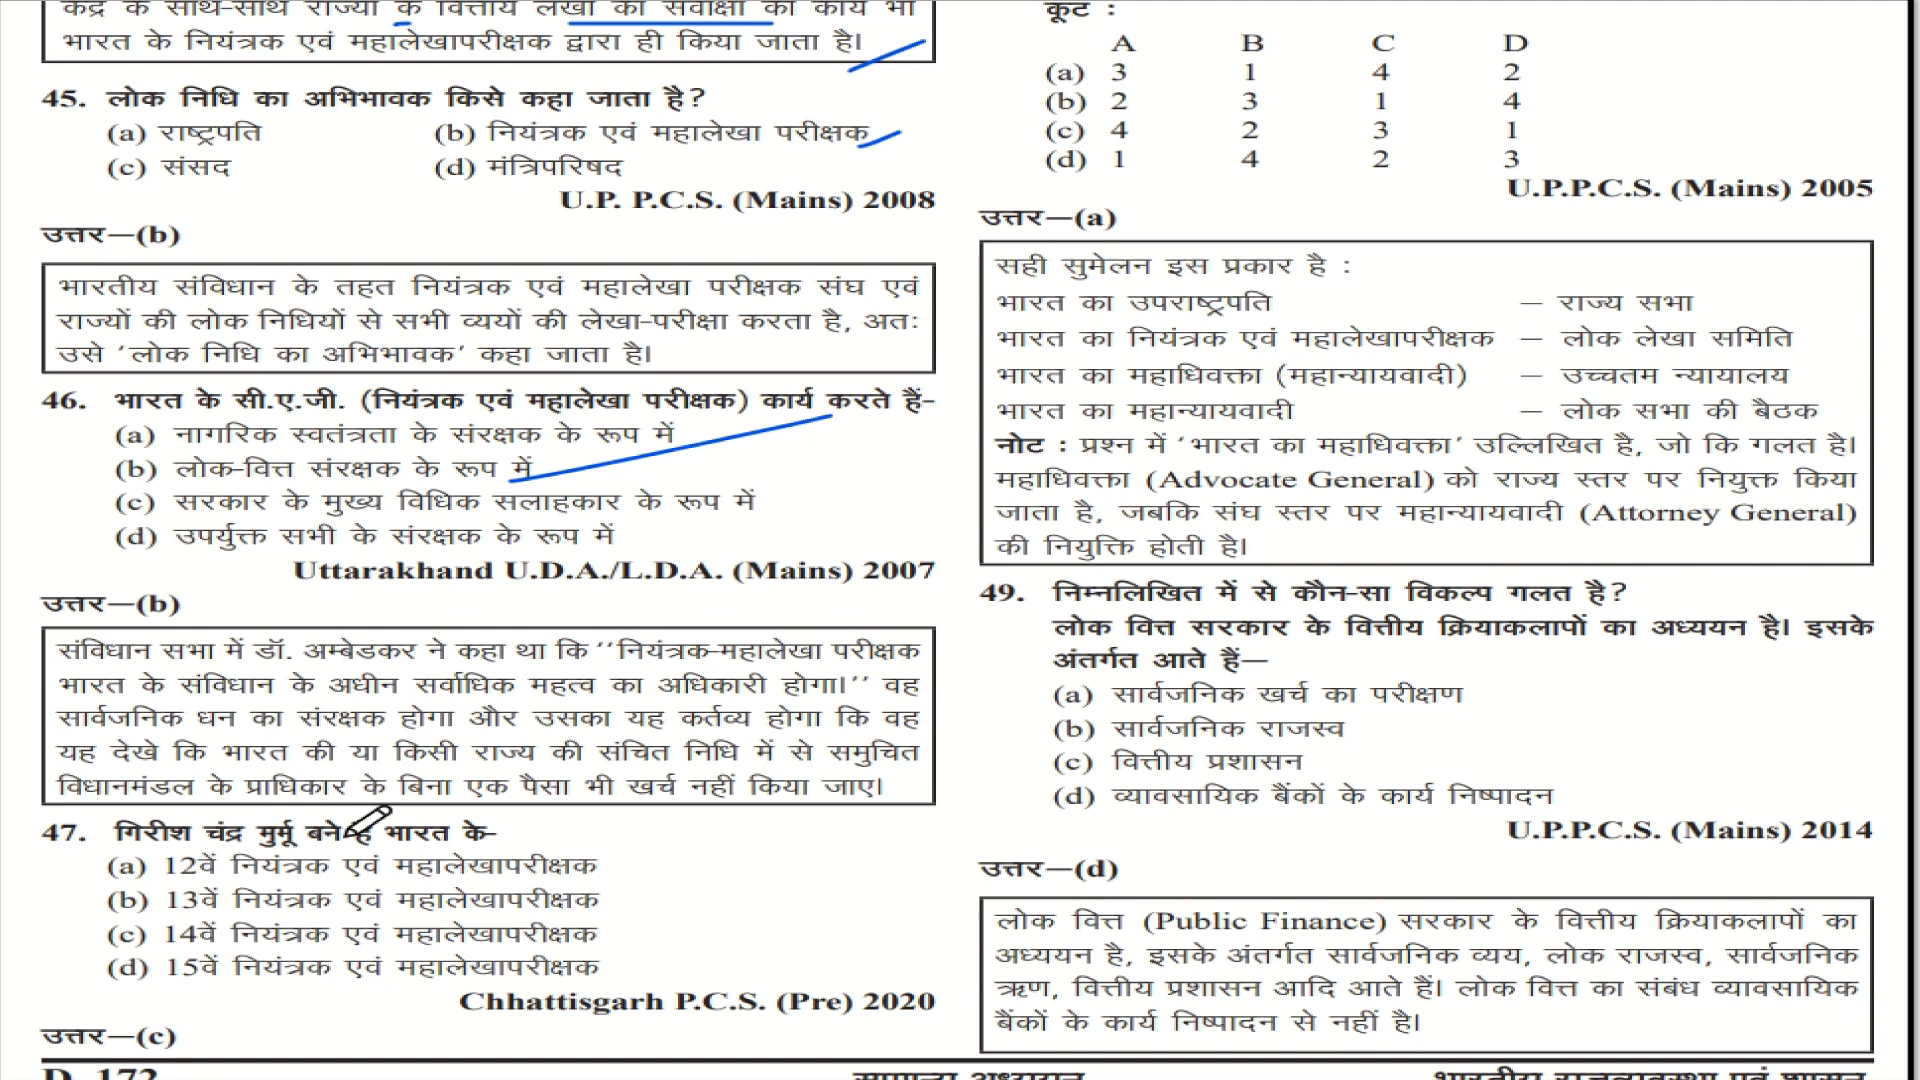 केंद्र के साथ-साथ राज्यों के वित्तीय लेखों की संवीक्षा का कार्य भी
भारत के नियंत्रक एवं महालेखापरीक्षक द्वारा ही किया जाता है।
45. लोक निधि का अभिभावक किसे कहा जाता है?
(a) राष्ट्रपति (b) नियंत्रक एवं महालेखा परीक्षक
(c) संसद (d) मंत्रिपरिषद
U.P. P.C.S. (Mains) 2008
उत्तर—(b)
भारतीय संविधान के तहत नियंत्रक एवं महालेखा परीक्षक संघ एवं
राज्यों की लोक निधियों से सभी व्ययों की लेखा-परीक्षा करता है, अतः
उसे ‘लोक निधि का अभिभावक’ कहा जाता है।
46. भारत के सी.ए.जी. (नियंत्रक एवं महालेखा परीक्षक) कार्य करते हैं-
(a) नागरिक स्वतंत्रता के संरक्षक के रूप में
(b) लोक-वित्त संरक्षक के रूप में
(c) सरकार के मुख्य विधिक सलाहकार के रूप में
(d) उपर्युक्त सभी के संरक्षक के रूप में
Uttarakhand U.D.A./L.D.A. (Mains) 2007
उत्तर—(b)
संविधान सभा में डॉ. अम्बेडकर ने कहा था कि ‘‘नियंत्रक-महालेखा परीक्षक
भारत के संविधान के अधीन सर्वाधिक महत्व का अधिकारी होगा।’’ वह
सार्वजनिक धन का संरक्षक होगा और उसका यह कर्तव्य होगा कि वह
यह देखे कि भारत की या किसी राज्य की संचित निधि में से समुचित
विधानमंडल के प्राधिकार के बिना एक पैसा भी खर्च नहीं किया जाए।
47. गिरीश चंद्र मुर्मू बने हैं भारत के-
(a) 12वें नियंत्रक एवं महालेखापरीक्षक
(b) 13वें नियंत्रक एवं महालेखापरीक्षक
(c) 14वें नियंत्रक एवं महालेखापरीक्षक
(d) 15वें नियंत्रक एवं महालेखापरीक्षक
Chhattisgarh P.C.S. (Pre) 2020
उत्तर—(c)
कूट :
A B C D
(a) 3 1 4 2
(b) 2 3 1 4
(c) 4 2 3 1
(d) 1 4 2 3
U.P.P.C.S. (Mains) 2005
उत्तर—(a)
सही सुमेलन इस प्रकार है :
भारत का उपराष्ट्रपति – राज्य सभा
भारत का नियंत्रक एवं महालेखापरीक्षक – लोक लेखा समिति
भारत का महाधिवक्ता (महान्यायवादी) – उच्चतम न्यायालय
भारत का महान्यायवादी – लोक सभा की बैठक
नोट : प्रश्न में ‘भारत का महाधिवक्ता’ उल्लिखित है, जो कि गलत है।
महाधिवक्ता (Advocate General) को राज्य स्तर पर नियुक्त किया
जाता है, जबकि संघ स्तर पर महान्यायवादी (Attorney General)
की नियुक्ति होती है।
49. निम्नलिखित में से कौन-सा विकल्प गलत है?
लोक वित्त सरकार के वित्तीय क्रियाकलापों का अध्ययन है। इसके
अंतर्गत आते हैं—
(a) सार्वजनिक खर्च का परीक्षण
(b) सार्वजनिक राजस्व
(c) वित्तीय प्रशासन
(d) व्यावसायिक बैंकों के कार्य निष्पादन
U.P.P.C.S. (Mains) 2014
उत्तर—(d)
लोक वित्त (Public Finance) सरकार के वित्तीय क्रियाकलापों का
अध्ययन है, इसके अंतर्गत सार्वजनिक व्यय, लोक राजस्व, सार्वजनिक
ऋण, वित्तीय प्रशासन आदि आते हैं। लोक वित्त का संबंध व्यावसायिक
बैंकों के कार्य निष्पादन से नहीं है।
D–172 सामान्य अध्ययन भारतीय राजव्यवस्था एवं शासन